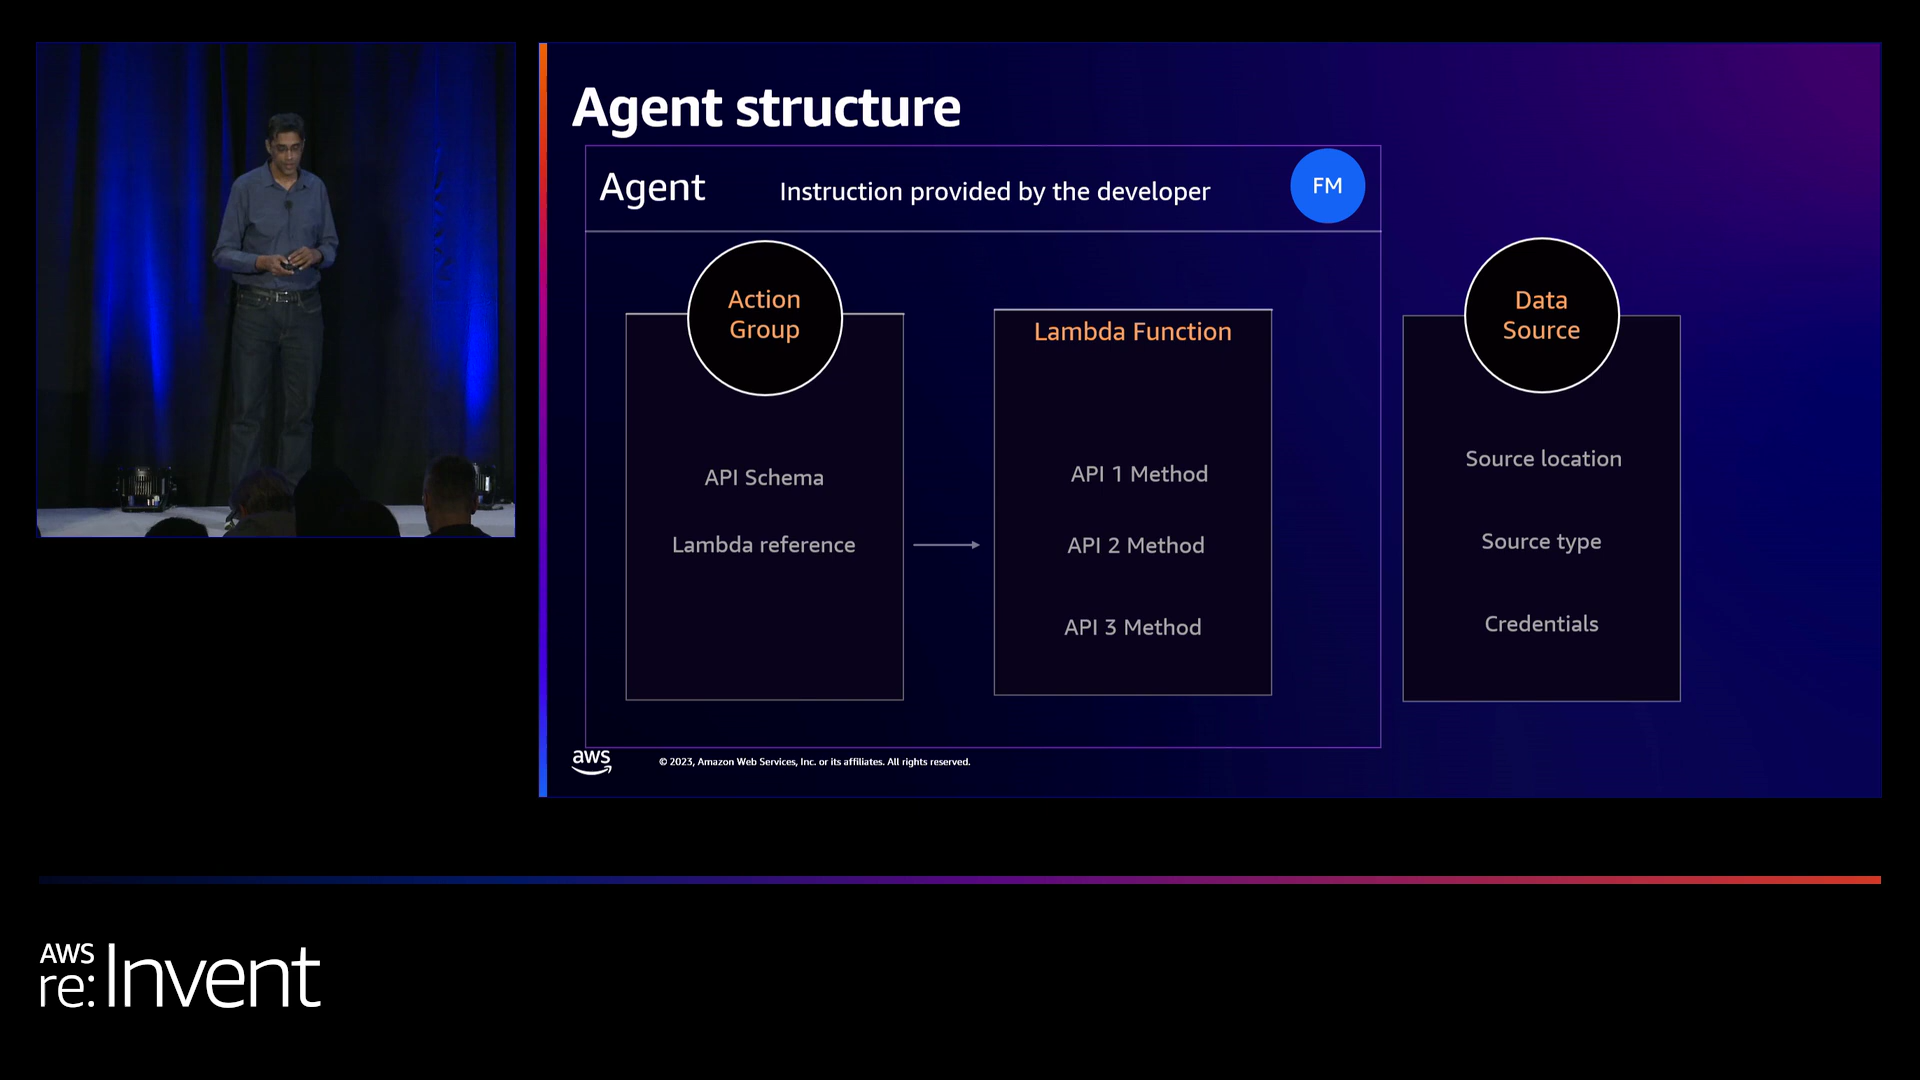 Agent structure
Agent
Instruction provided by the developer
FM
Action
Group
API Schema
Lambda reference
Lambda Function
API 1 Method
API 2 Method
API 3 Method
Data
Source
Source location
Source type
Credentials
aws
© 2023, Amazon Web Services, Inc. or its affiliates. All rights reserved.
AWS
re:Invent